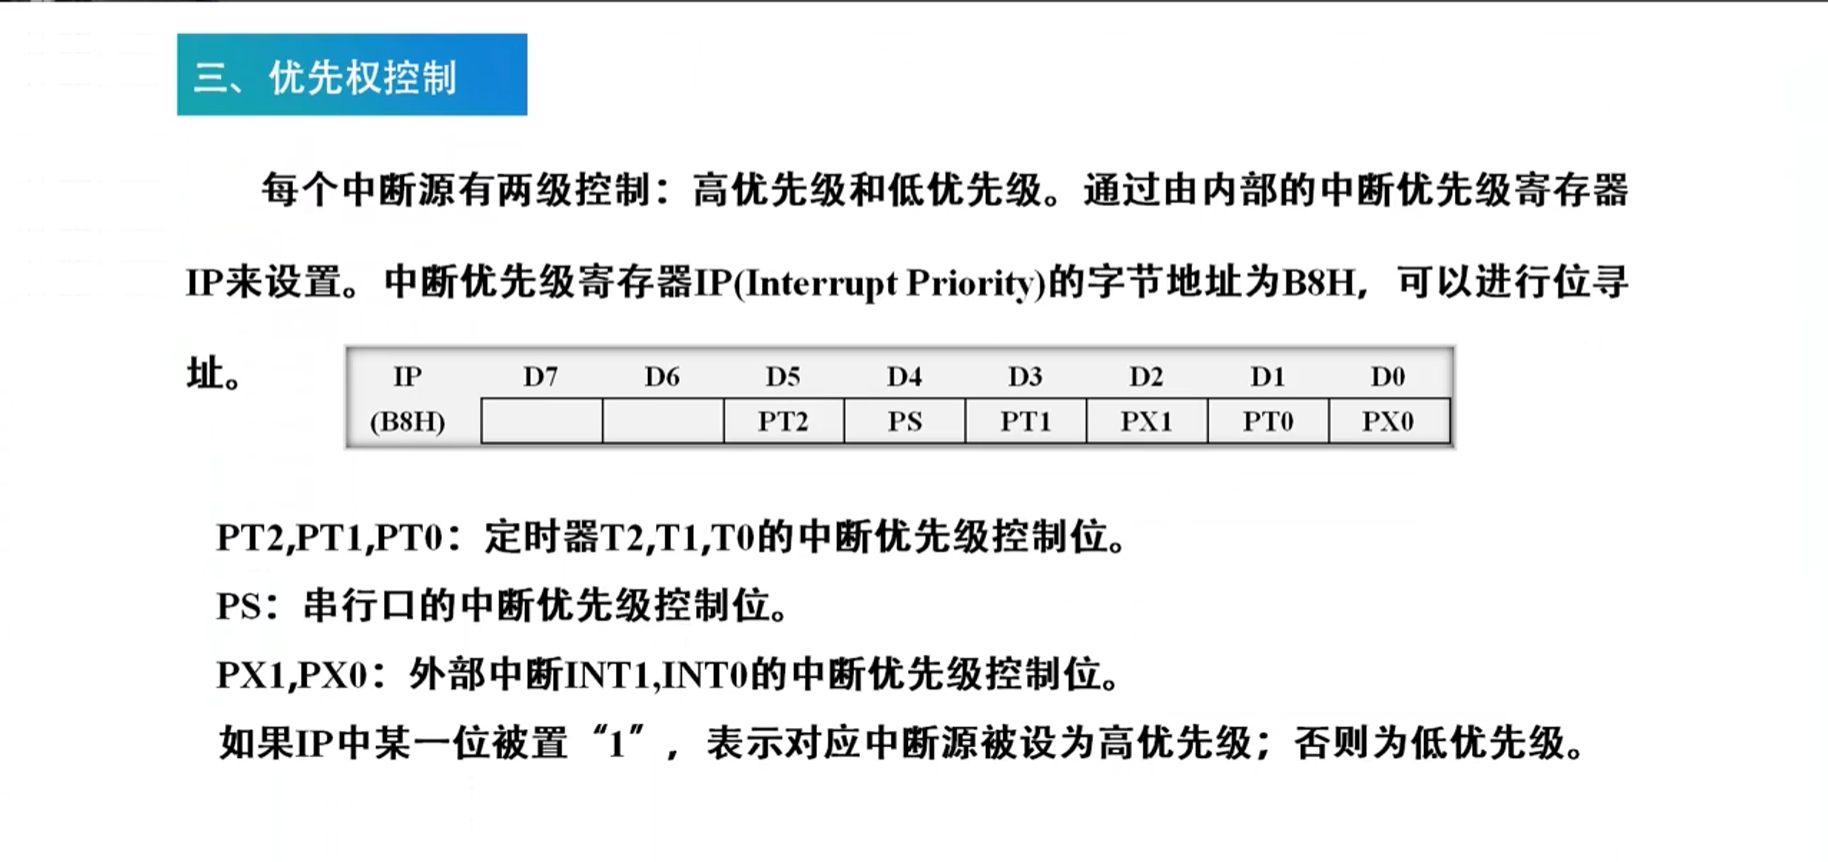 三、优先权控制
每个中断源有两级控制：高优先级和低优先级。通过由内部的中断优先级寄存器
IP来设置。中断优先级寄存器IP(Interrupt Priority)的字节地址为B8H，可以进行位寻
址。
IP D7 D6 D5 D4 D3 D2 D1 D0
(B8H) PT2 PS PT1 PX1 PT0 PX0
PT2,PT1,PT0：定时器T2,T1,T0的中断优先级控制位。
PS：串行口的中断优先级控制位。
PX1,PX0：外部中断INT1,INT0的中断优先级控制位。
如果IP中某一位被置“1”，表示对应中断源被设为高优先级；否则为低优先级。